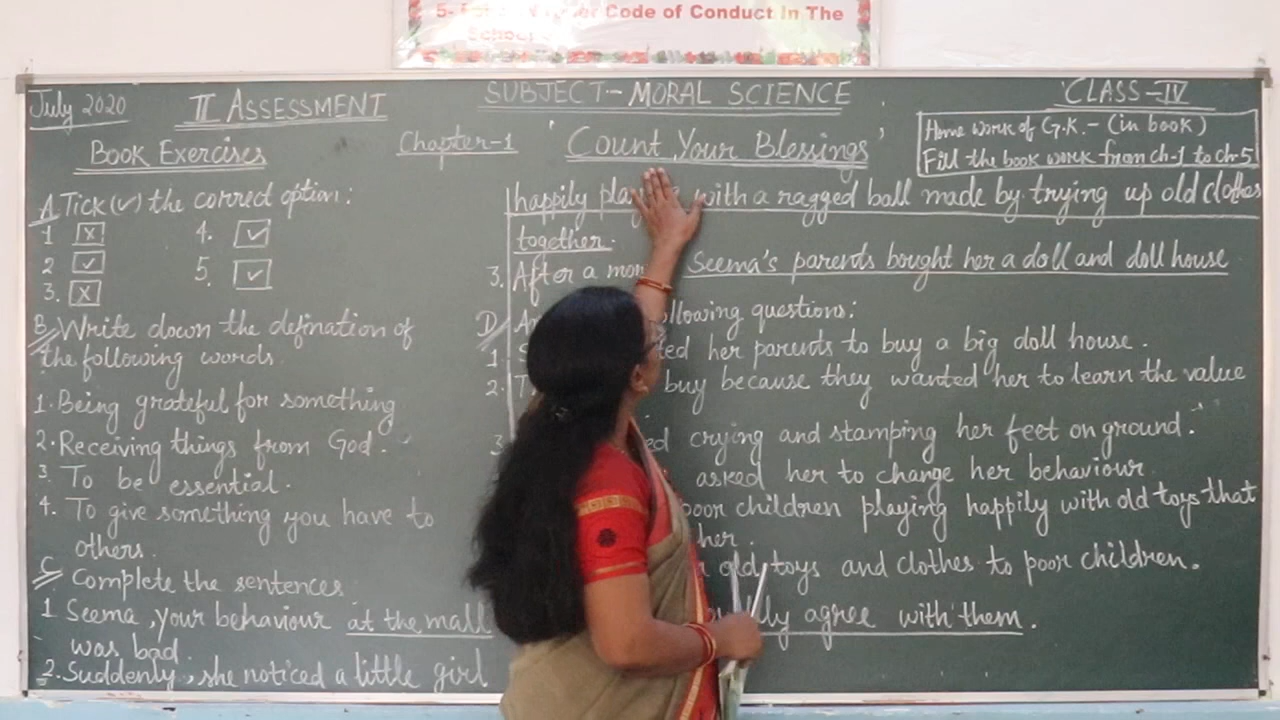 5- Code of Conduct In The
School
July 2020
II ASSESSMENT
SUBJECT - MORAL SCIENCE
CLASS - IV
Book Exercises
Chapter-1
'Count Your Blessings'
Home work of G.K. - (in book)
Fill the book work from ch-1 to ch-5
A Tick (✓) the correct option:
1 x
2 ✓
3. x
4. ✓
5. ✓
B Write down the defination of
the following words.
1. Being grateful for something
2. Receiving things from God.
3. To be essential.
4. To give something you have to
others.
C Complete the sentences
1 Seema, your behaviour at the mall
was bad
2. Suddenly, she noticed a little girl
happily with a ragged ball made by trying up old clothes
together.
3. After a Seema's parents bought her a doll and doll house
D following questions:
1. her parents to buy a big doll house.
2. buy because they wanted her to learn the value
3. crying and stamping her feet on ground.
asked her to change her behaviour
poor children playing happily with old toys that
her.
old toys and clothes to poor children.
agree with them.